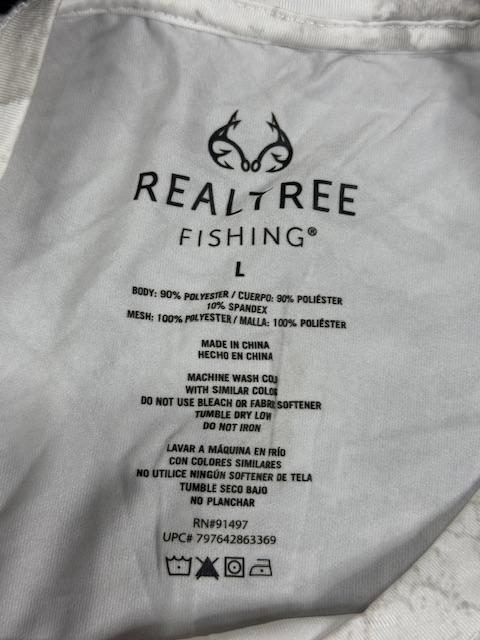 REALTREE
FISHING®
L
BODY: 90% POLYESTER / CUERPO: 90% POLIÉSTER
10% SPANDEX
MESH: 100% POLYESTER / MALLA: 100% POLIÉSTER
MADE IN CHINA
HECHO EN CHINA
MACHINE WASH
WITH SIMILAR
DO NOT USE BLEACH OR FABRIC SOFTENER
TUMBLE DRY LOW
DO NOT IRON
LAVAR A MÁQUINA EN FRÍO
CON COLORES SIMILARES
NO UTILICE NINGÚN SOFTENER DE TELA
TUMBLE SECO BAJO
NO PLANCHAR
RN#91497
UPC# 797642863369